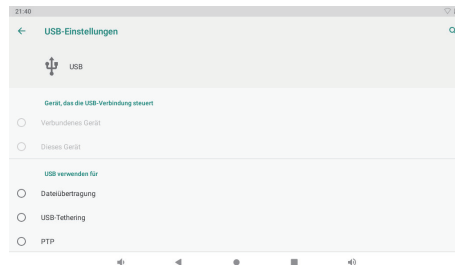 21:40
USB-Einstellungen
USB
Gerät, das die USB-Verbindung steuert
Verbundenes Gerät
Dieses Gerät
USB verwenden für
Dateiübertragung
USB-Tethering
PTP